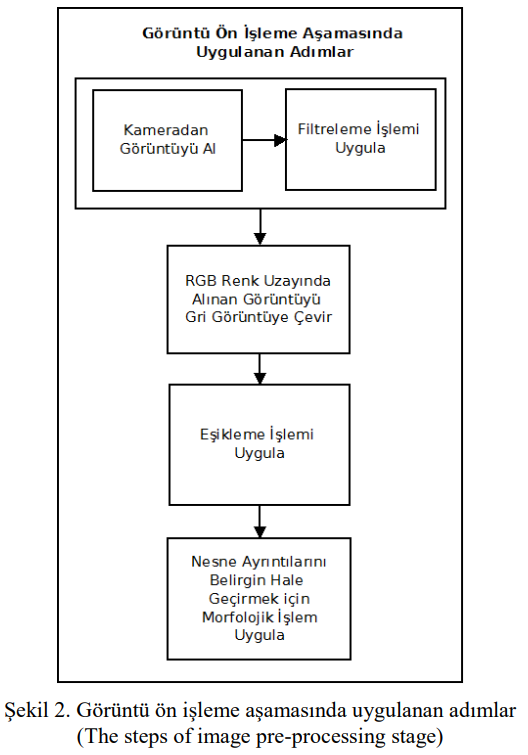 Görüntü Ön İşleme Aşamasında
Uygulanan Adımlar
Kameradan
Görüntüyü Al
Filtreleme İşlemi
Uygula
RGB Renk Uzayında
Alınan Görüntüyü
Gri Görüntüye Çevir
Eşikleme İşlemi
Uygula
Nesne Ayrıntılarını
Belirgin Hale
Geçirmek için
Morfolojik İşlem
Uygula
Şekil 2. Görüntü ön işleme aşamasında uygulanan adımlar
(The steps of image pre-processing stage)